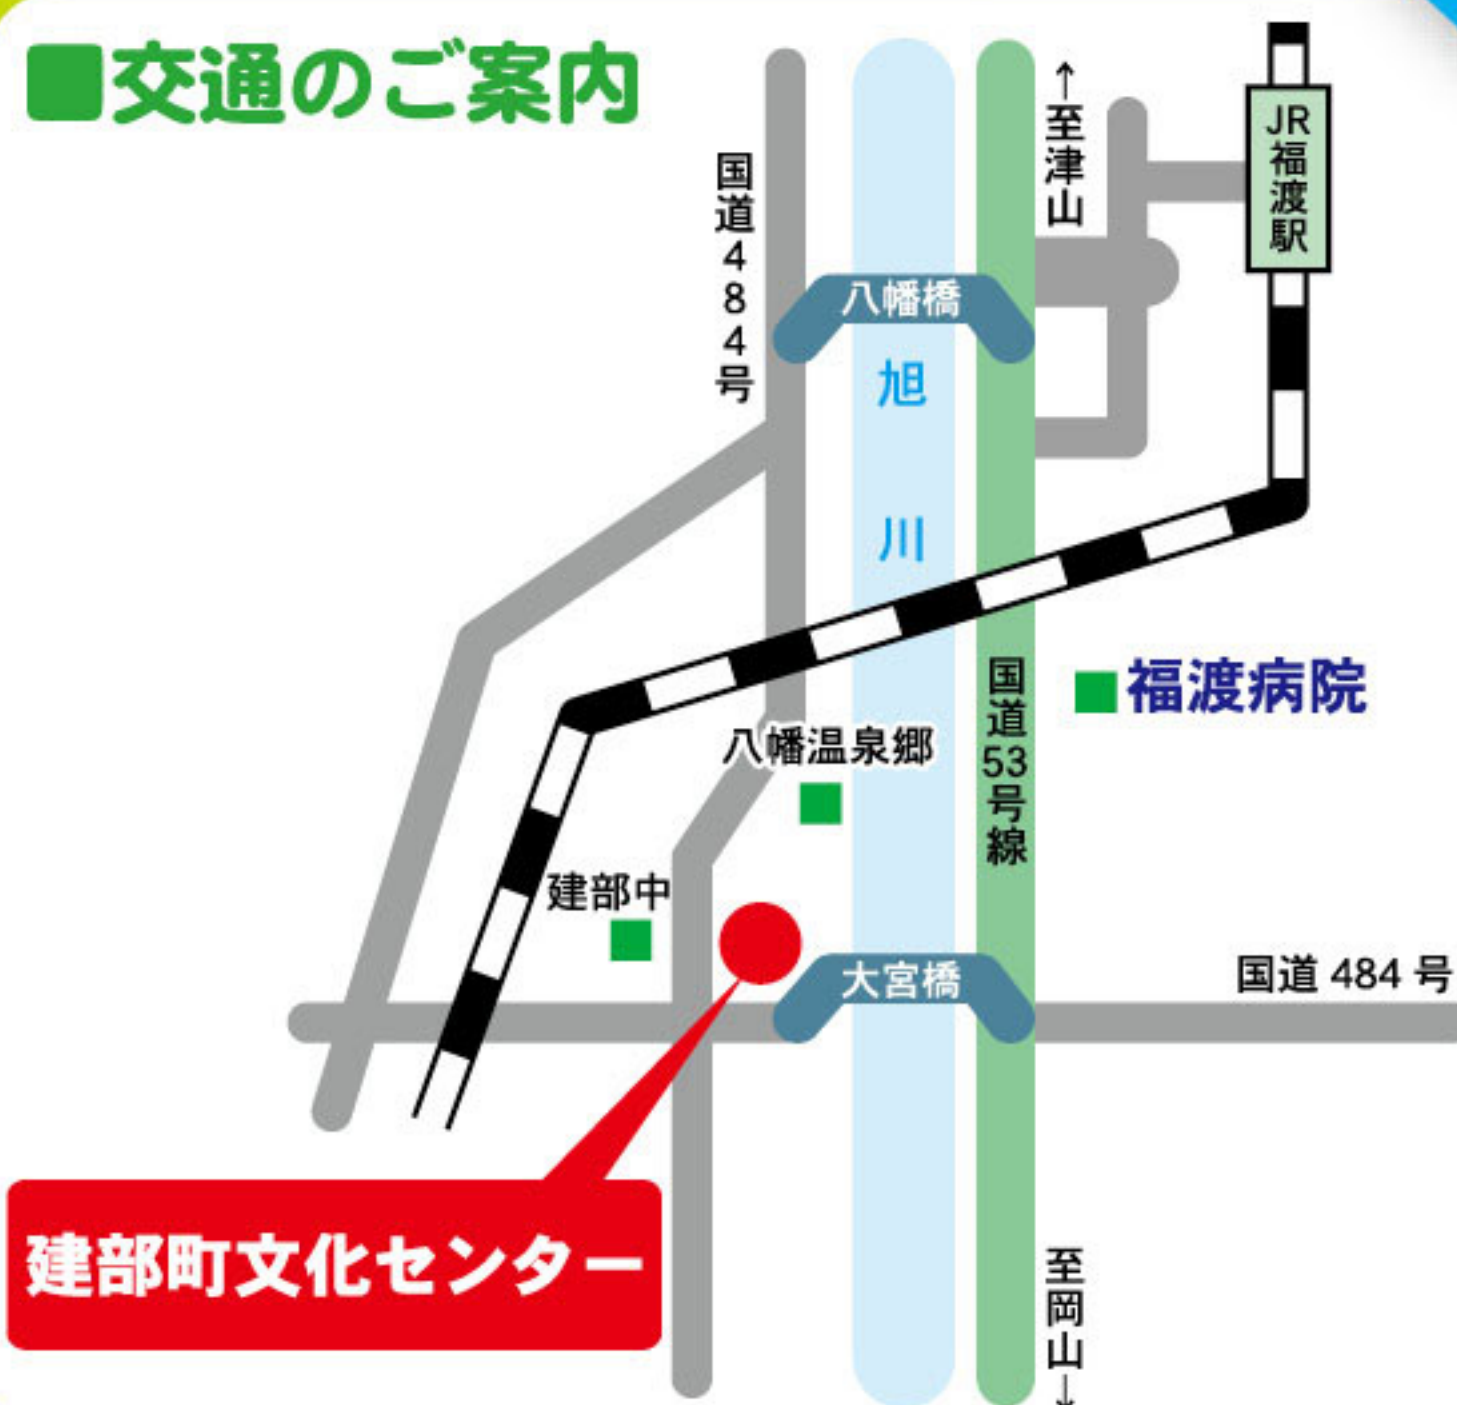 ■交通のご案内
国道484号
↑至津山
JR福渡駅
八幡橋
旭川
国道53号線
福渡病院
八幡温泉郷
建部中
大宮橋
国道 484 号
建部町文化センター
至岡山↓